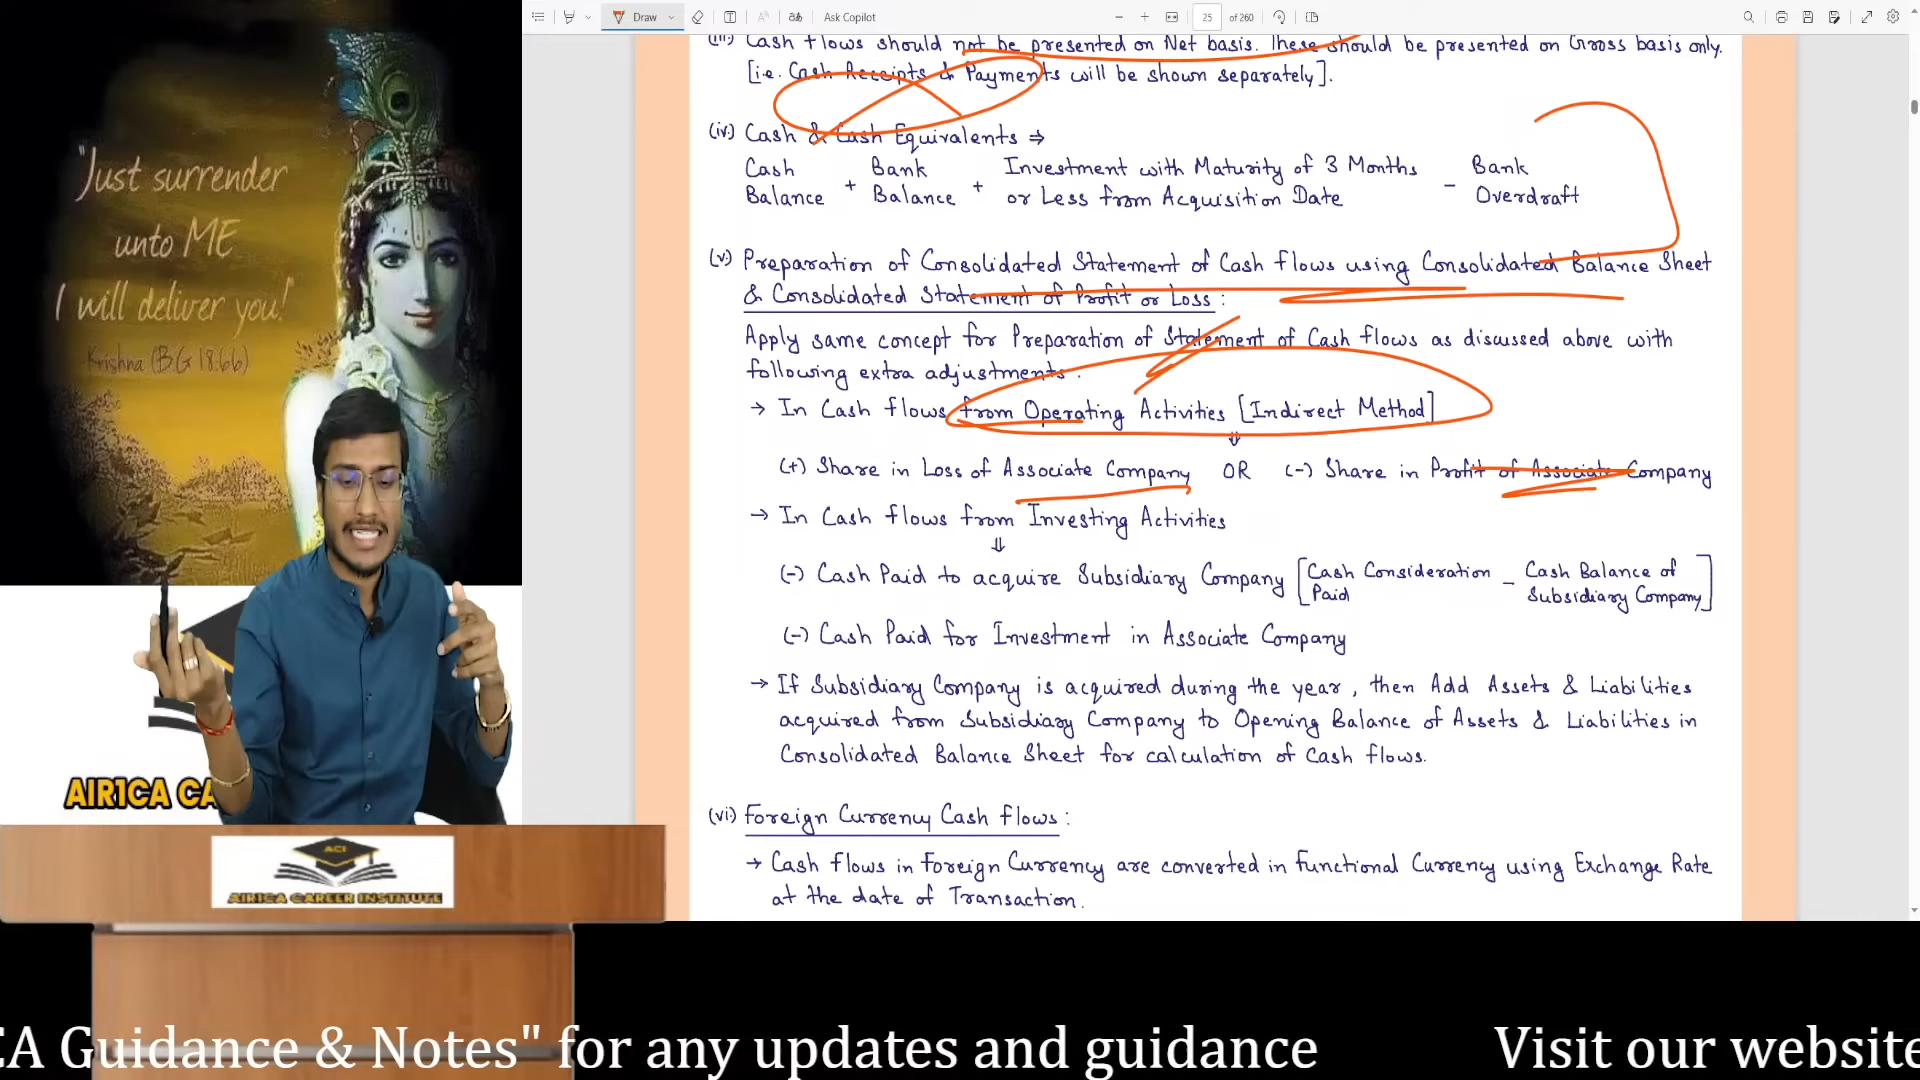 Draw
Ask Copilot
25 of 260
(iii) Cash flows should not be presented on Net basis. These should be presented on Gross basis only.
[i.e. Cash Receipts & Payments will be shown separately].
(iv) Cash & Cash Equivalents ⇒
Cash Bank Investment with Maturity of 3 Months Bank
Balance + Balance + or Less from Acquisition Date - Overdraft
(v) Preparation of Consolidated Statement of Cash flows using Consolidated Balance Sheet
& Consolidated Statement of Profit or Loss :
Apply same concept for Preparation of Statement of Cash flows as discussed above with
following extra adjustments :
→ In Cash flows from Operating Activities [Indirect Method]
⇓
(+) Share in Loss of Associate Company OR (-) Share in Profit of Associate Company
→ In Cash flows from Investing Activities
⇓
(-) Cash Paid to acquire Subsidiary Company [Cash Consideration Paid - Cash Balance of Subsidiary Company]
(-) Cash Paid for Investment in Associate Company
→ If Subsidiary Company is acquired during the year, then Add Assets & Liabilities
acquired from Subsidiary Company to Opening Balance of Assets & Liabilities in
Consolidated Balance Sheet for calculation of Cash flows.
(vi) Foreign Currency Cash flows :
→ Cash flows in Foreign Currency are converted in functional Currency using Exchange Rate
at the date of Transaction.
"Just surrender
unto ME
I will deliver you!"
Krishna (B.G 18:66)
AIR1CA CA
ACI
AIR1CA CAREER INSTITUTE
CA Guidance & Notes" for any updates and guidance Visit our website